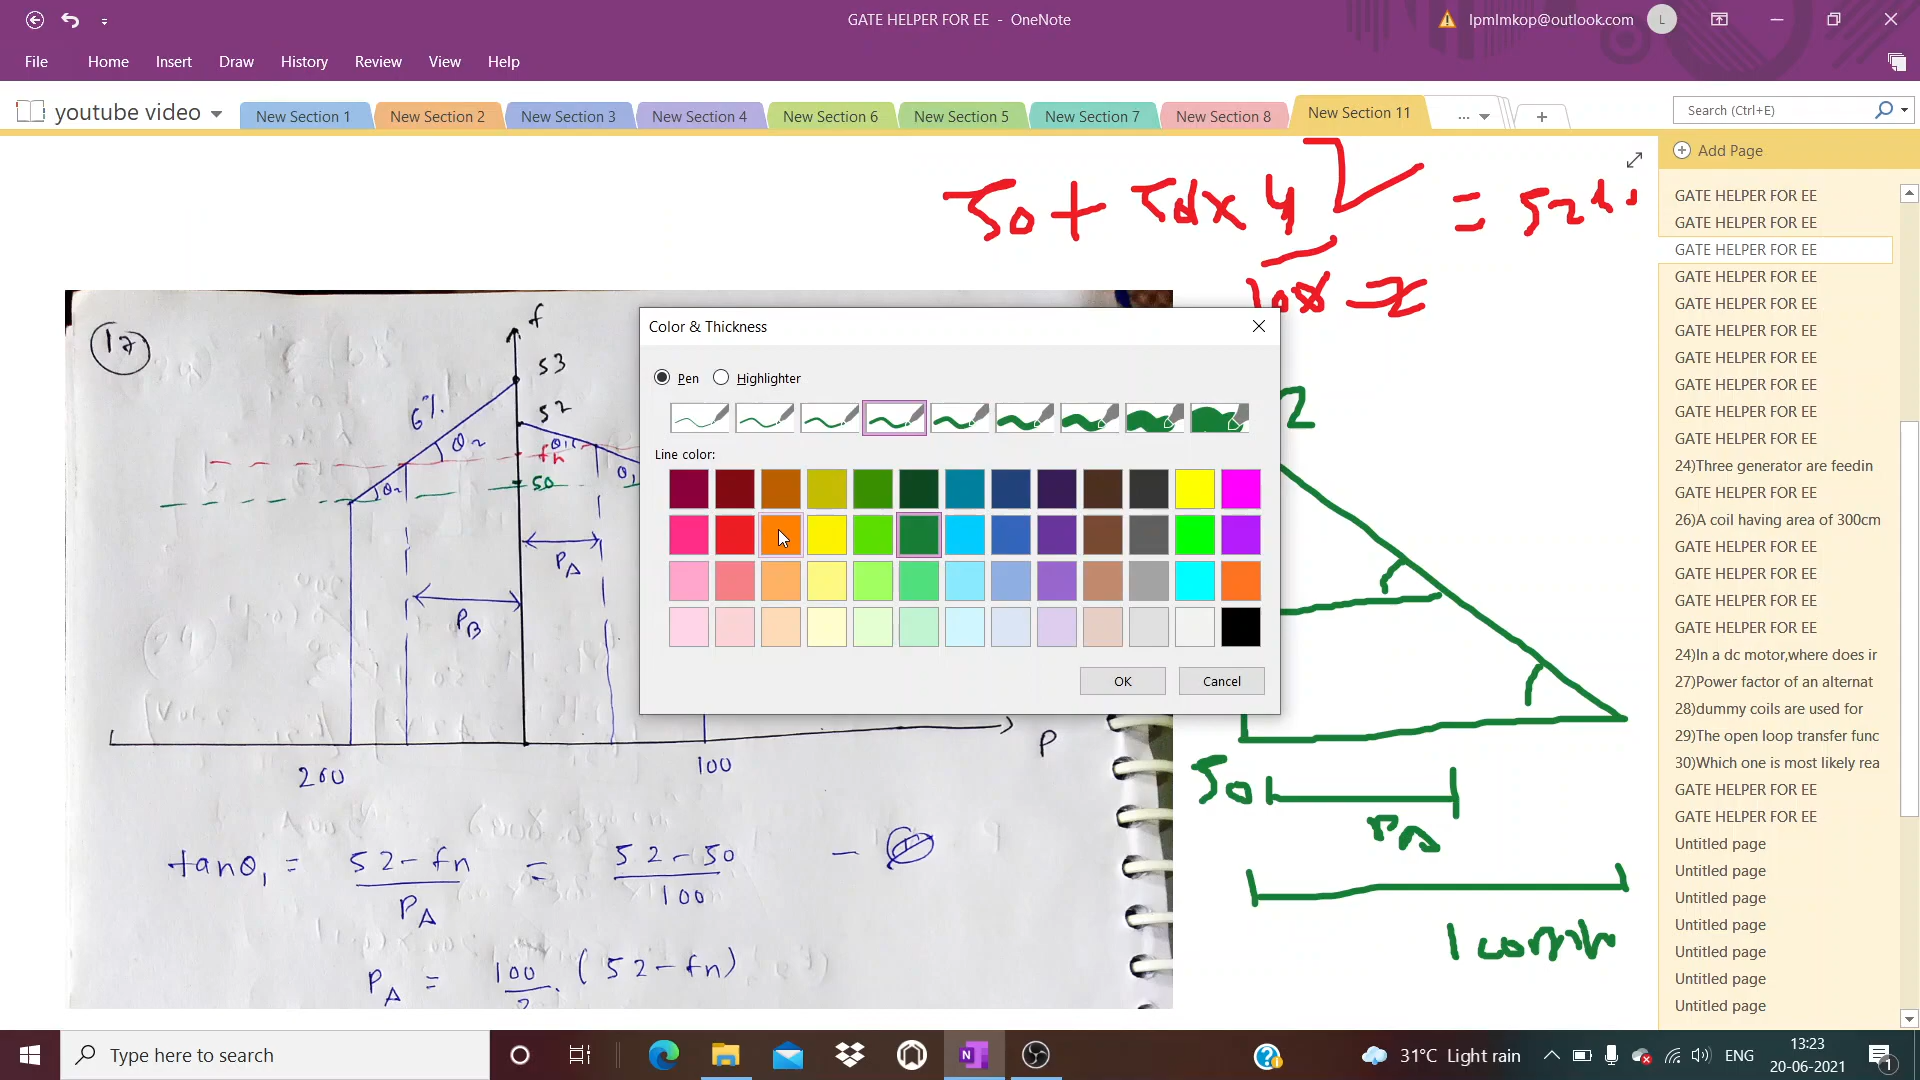 GATE HELPER FOR EE - OneNote
lpmlmkop@outlook.com
L
File
Home
Insert
Draw
History
Review
View
Help
youtube video
New Section 1
New Section 2
New Section 3
New Section 4
New Section 6
New Section 5
New Section 7
New Section 8
New Section 11
...
+
Search (Ctrl+E)
Add Page
GATE HELPER FOR EE
GATE HELPER FOR EE
GATE HELPER FOR EE
GATE HELPER FOR EE
GATE HELPER FOR EE
GATE HELPER FOR EE
GATE HELPER FOR EE
GATE HELPER FOR EE
GATE HELPER FOR EE
GATE HELPER FOR EE
24)Three generator are feedin
GATE HELPER FOR EE
26)A coil having area of 300cm
GATE HELPER FOR EE
GATE HELPER FOR EE
GATE HELPER FOR EE
GATE HELPER FOR EE
24)In a dc motor,where does ir
27)Power factor of an alternat
28)dummy coils are used for
29)The open loop transfer func
30)Which one is most likely rea
GATE HELPER FOR EE
GATE HELPER FOR EE
Untitled page
Untitled page
Untitled page
Untitled page
Untitled page
Untitled page
Untitled page
50 + 50 x 4
= 52
100
17
f
53
52
6%
θ2
θ1
fn
50
θ2
θ1
PA
PB
200
100
P
tanθ1 = 52-fn / PA = 52-50 / 100 -
PA = 100 / 2 . (52-fn)
Color & Thickness
Pen
Highlighter
Line color:
OK
Cancel
2
50
PA
Type here to search
31°C Light rain
ENG
13:23
20-06-2021
1